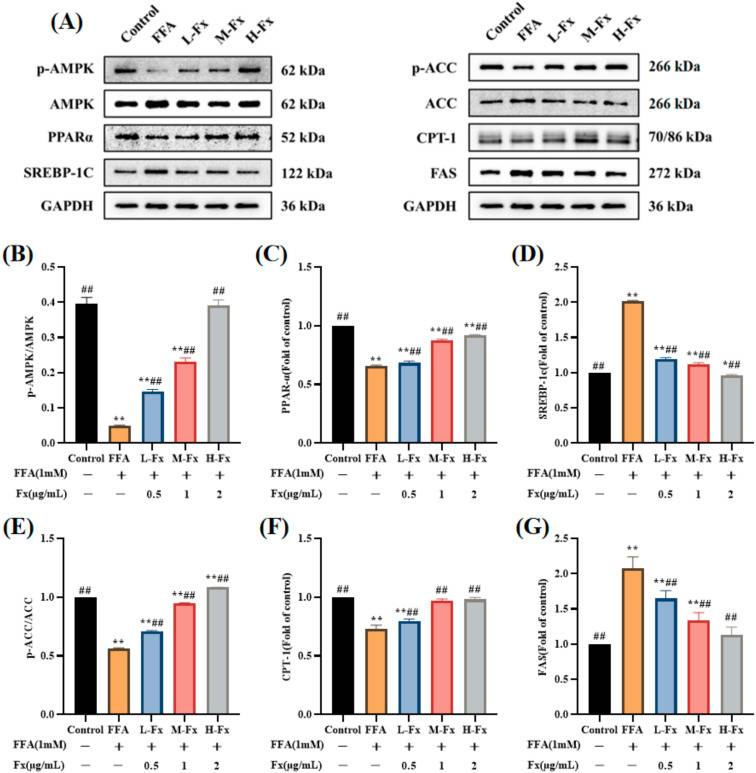 (A)
Control FFA L-Fx M-Fx H-Fx
p-AMPK 62 kDa
AMPK 62 kDa
PPARα 52 kDa
SREBP-1C 122 kDa
GAPDH 36 kDa
Control FFA L-Fx M-Fx H-Fx
p-ACC 266 kDa
ACC 266 kDa
CPT-1 70/86 kDa
FAS 272 kDa
GAPDH 36 kDa
(B)
p-AMPK/AMPK
0.5
0.4
0.3
0.2
0.1
0.0
## ** **## **## ##
Control FFA L-Fx M-Fx H-Fx
FFA(1mM) — + + + +
Fx(μg/mL) — — 0.5 1 2
(C)
PPAR-α(Fold of control)
1.5
1.0
0.5
0.0
## ** **## **## **##
Control FFA L-Fx M-Fx H-Fx
FFA(1mM) — + + + +
Fx(μg/mL) — — 0.5 1 2
(D)
SREBP-1c(Fold of control)
2.5
2.0
1.5
1.0
0.5
0.0
## ** **## **## *##
Control FFA L-Fx M-Fx H-Fx
FFA(1mM) — + + + +
Fx(μg/mL) — — 0.5 1 2
(E)
p-ACC/ACC
1.5
1.0
0.5
0.0
## ** **## **## **##
Control FFA L-Fx M-Fx H-Fx
FFA(1mM) — + + + +
Fx(μg/mL) — — 0.5 1 2
(F)
CPT-1(Fold of control)
1.5
1.0
0.5
0.0
## ** **## ## ##
Control FFA L-Fx M-Fx H-Fx
FFA(1mM) — + + + +
Fx(μg/mL) — — 0.5 1 2
(G)
FAS(Fold of control)
2.5
2.0
1.5
1.0
0.5
0.0
## ** **## **## ##
Control FFA L-Fx M-Fx H-Fx
FFA(1mM) — + + + +
Fx(μg/mL) — — 0.5 1 2